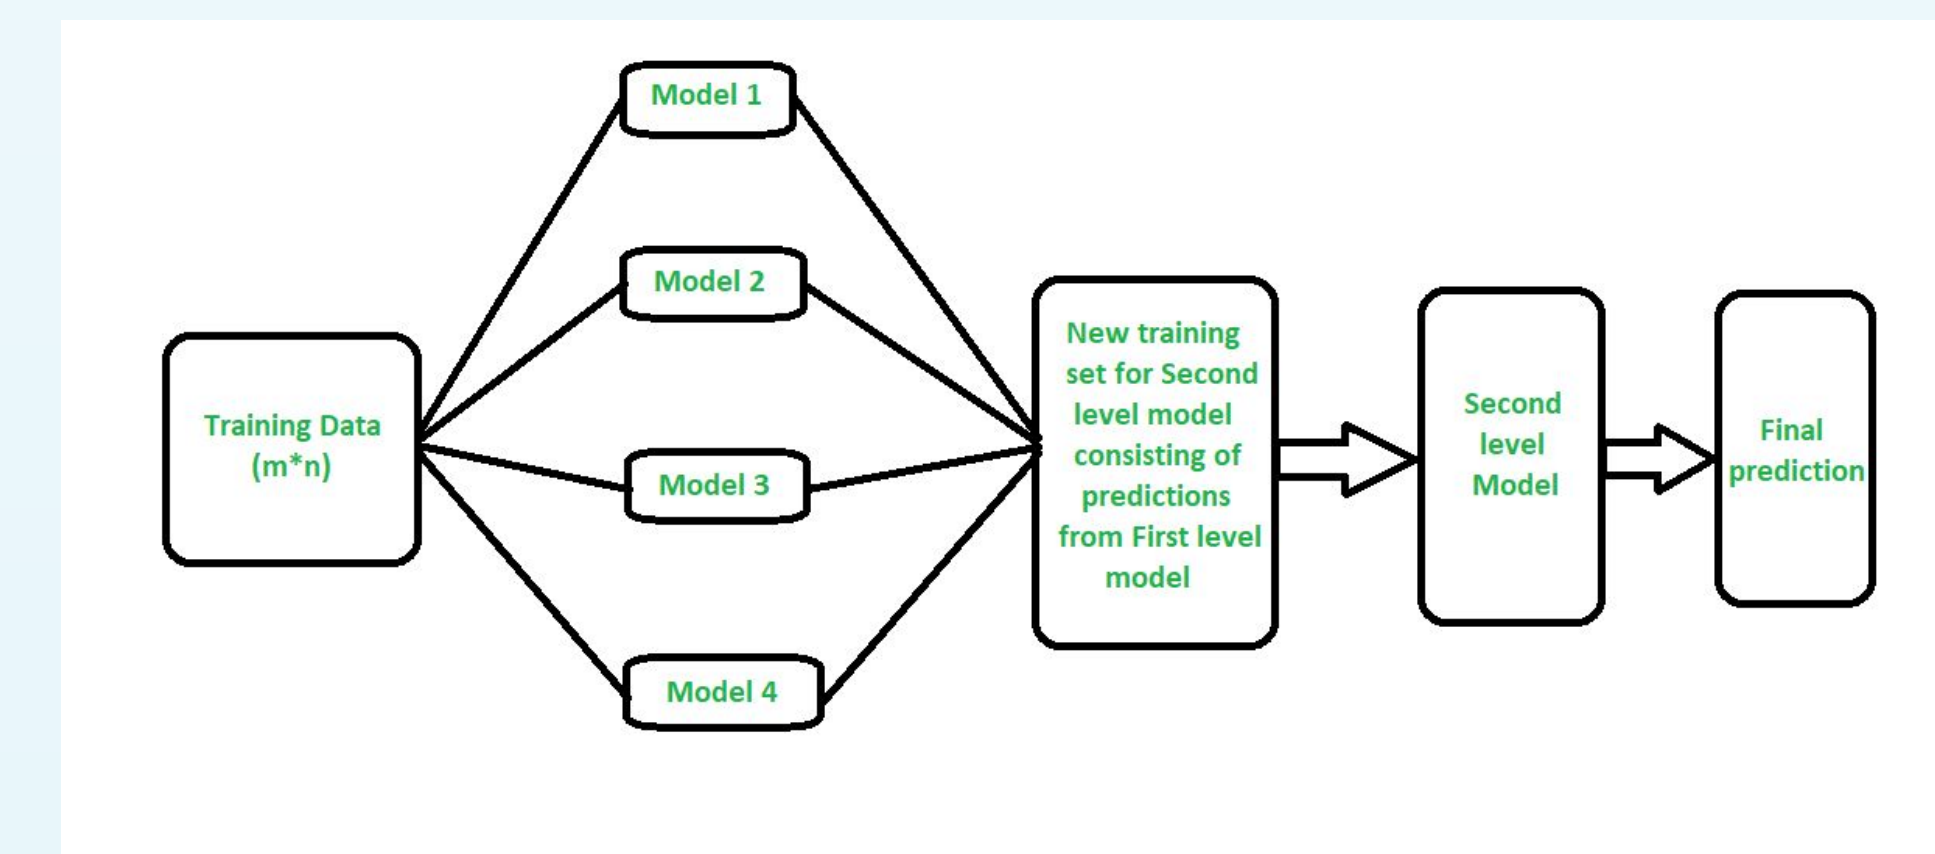 Model 1
Model 2
Training Data
(m*n)
Model 3
Model 4
New training
set for Second
level model
consisting of
predictions
from First level
model
Second
level
Model
Final
prediction